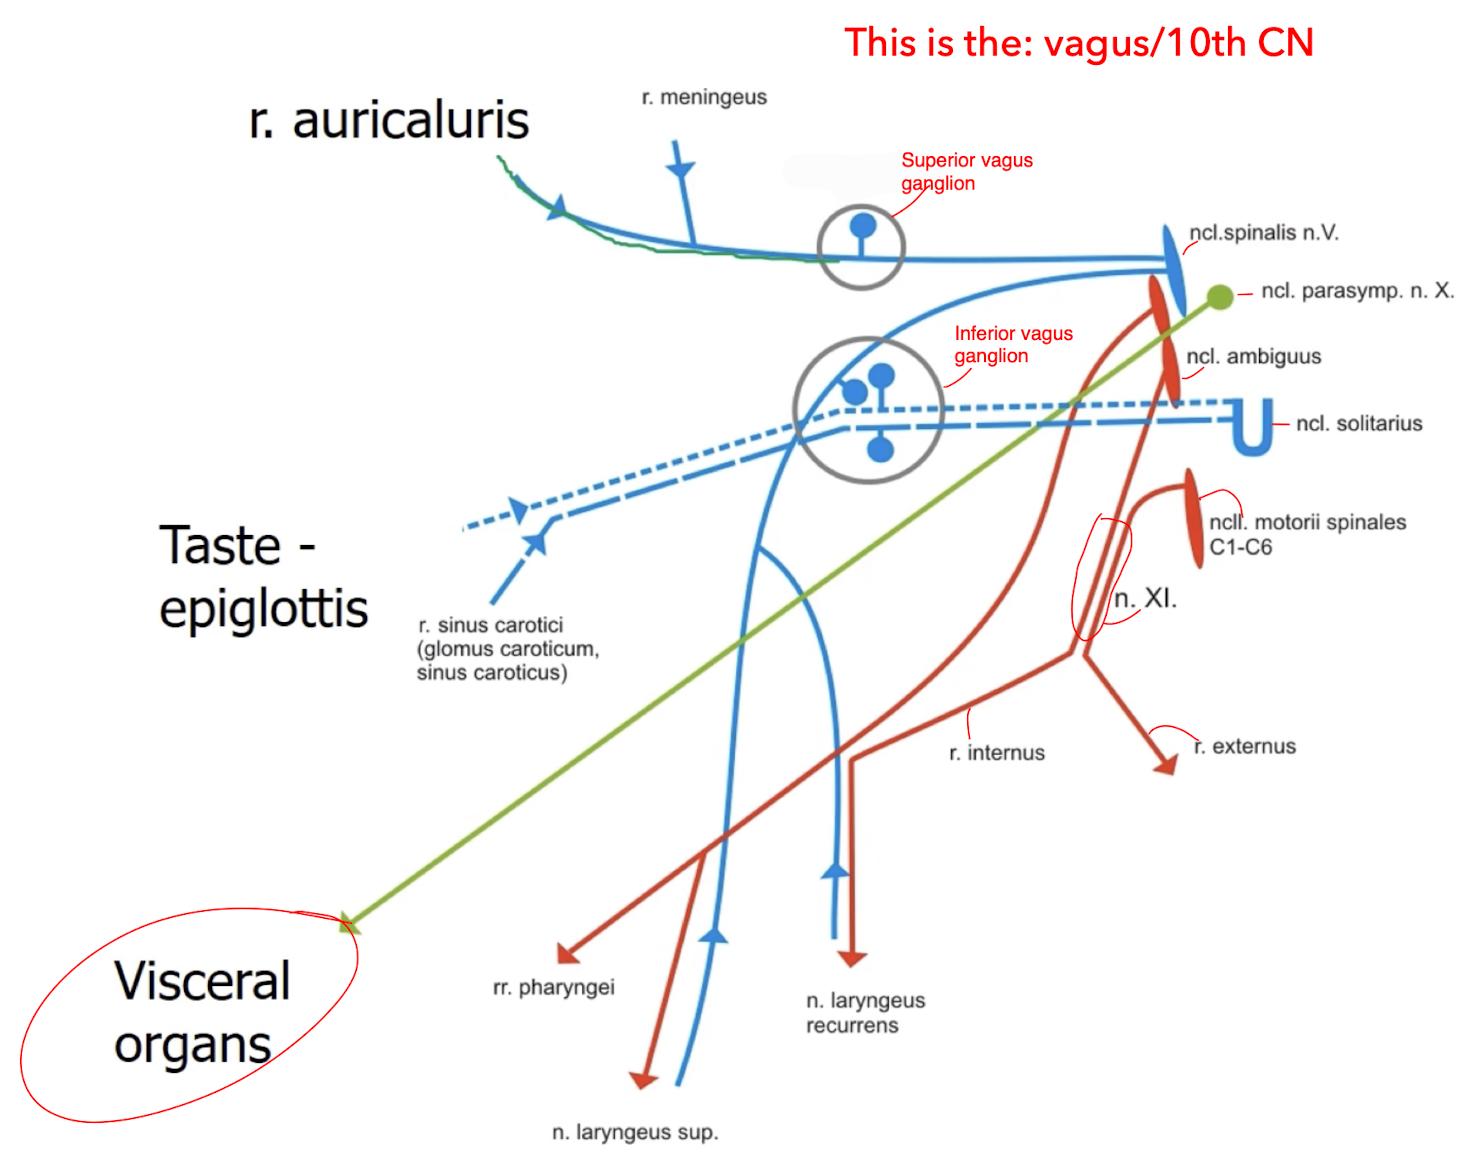 This is the: vagus/10th CN
r. meningeus
r. auricaluris
Superior vagus
ganglion
ncl.spinalis n.V.
ncl. parasymp. n. X.
Inferior vagus
ganglion
ncl. ambiguus
ncl. solitarius
ncll. motorii spinales
C1-C6
Taste -
epiglottis
n. XI.
r. sinus carotici
(glomus caroticum,
sinus caroticus)
r. internus
r. externus
Visceral
organs
rr. pharyngei
n. laryngeus
recurrens
n. laryngeus sup.